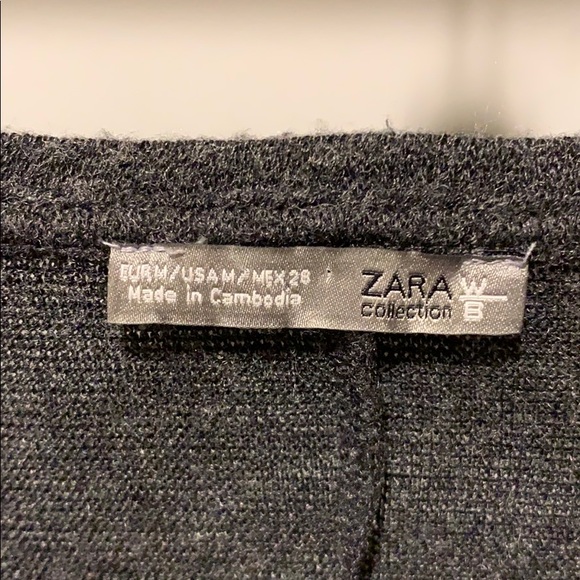 EUR M/USA M/MEX 28
Made in Cambodia
ZARA W/B
collection